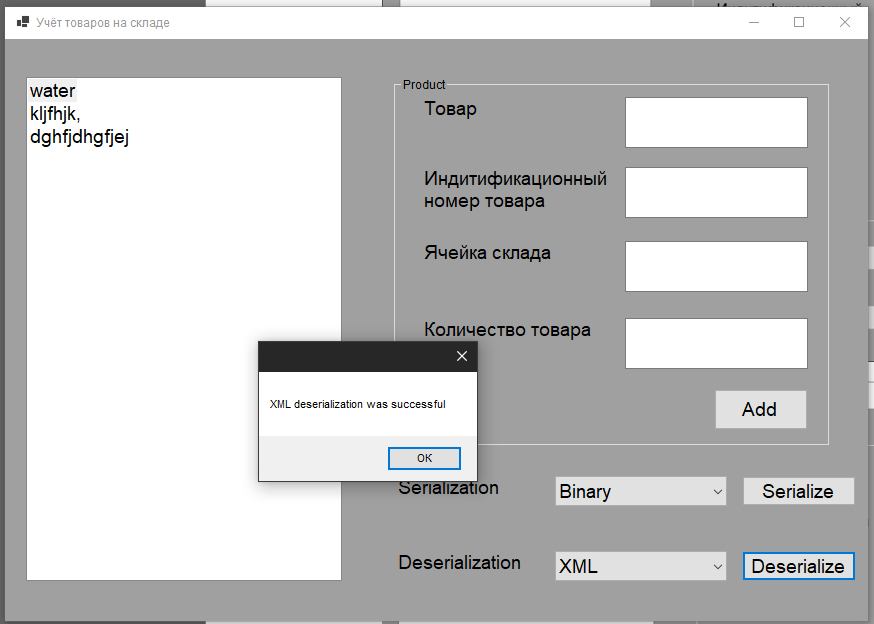 Учёт товаров на складе
water
kljfhjk,
dghfjdhgfjej
Product
Товар
Индитификационный
номер товара
Ячейка склада
Количество товара
Add
XML deserialization was successful
OK
Serialization
Binary
Serialize
Deserialization
XML
Deserialize